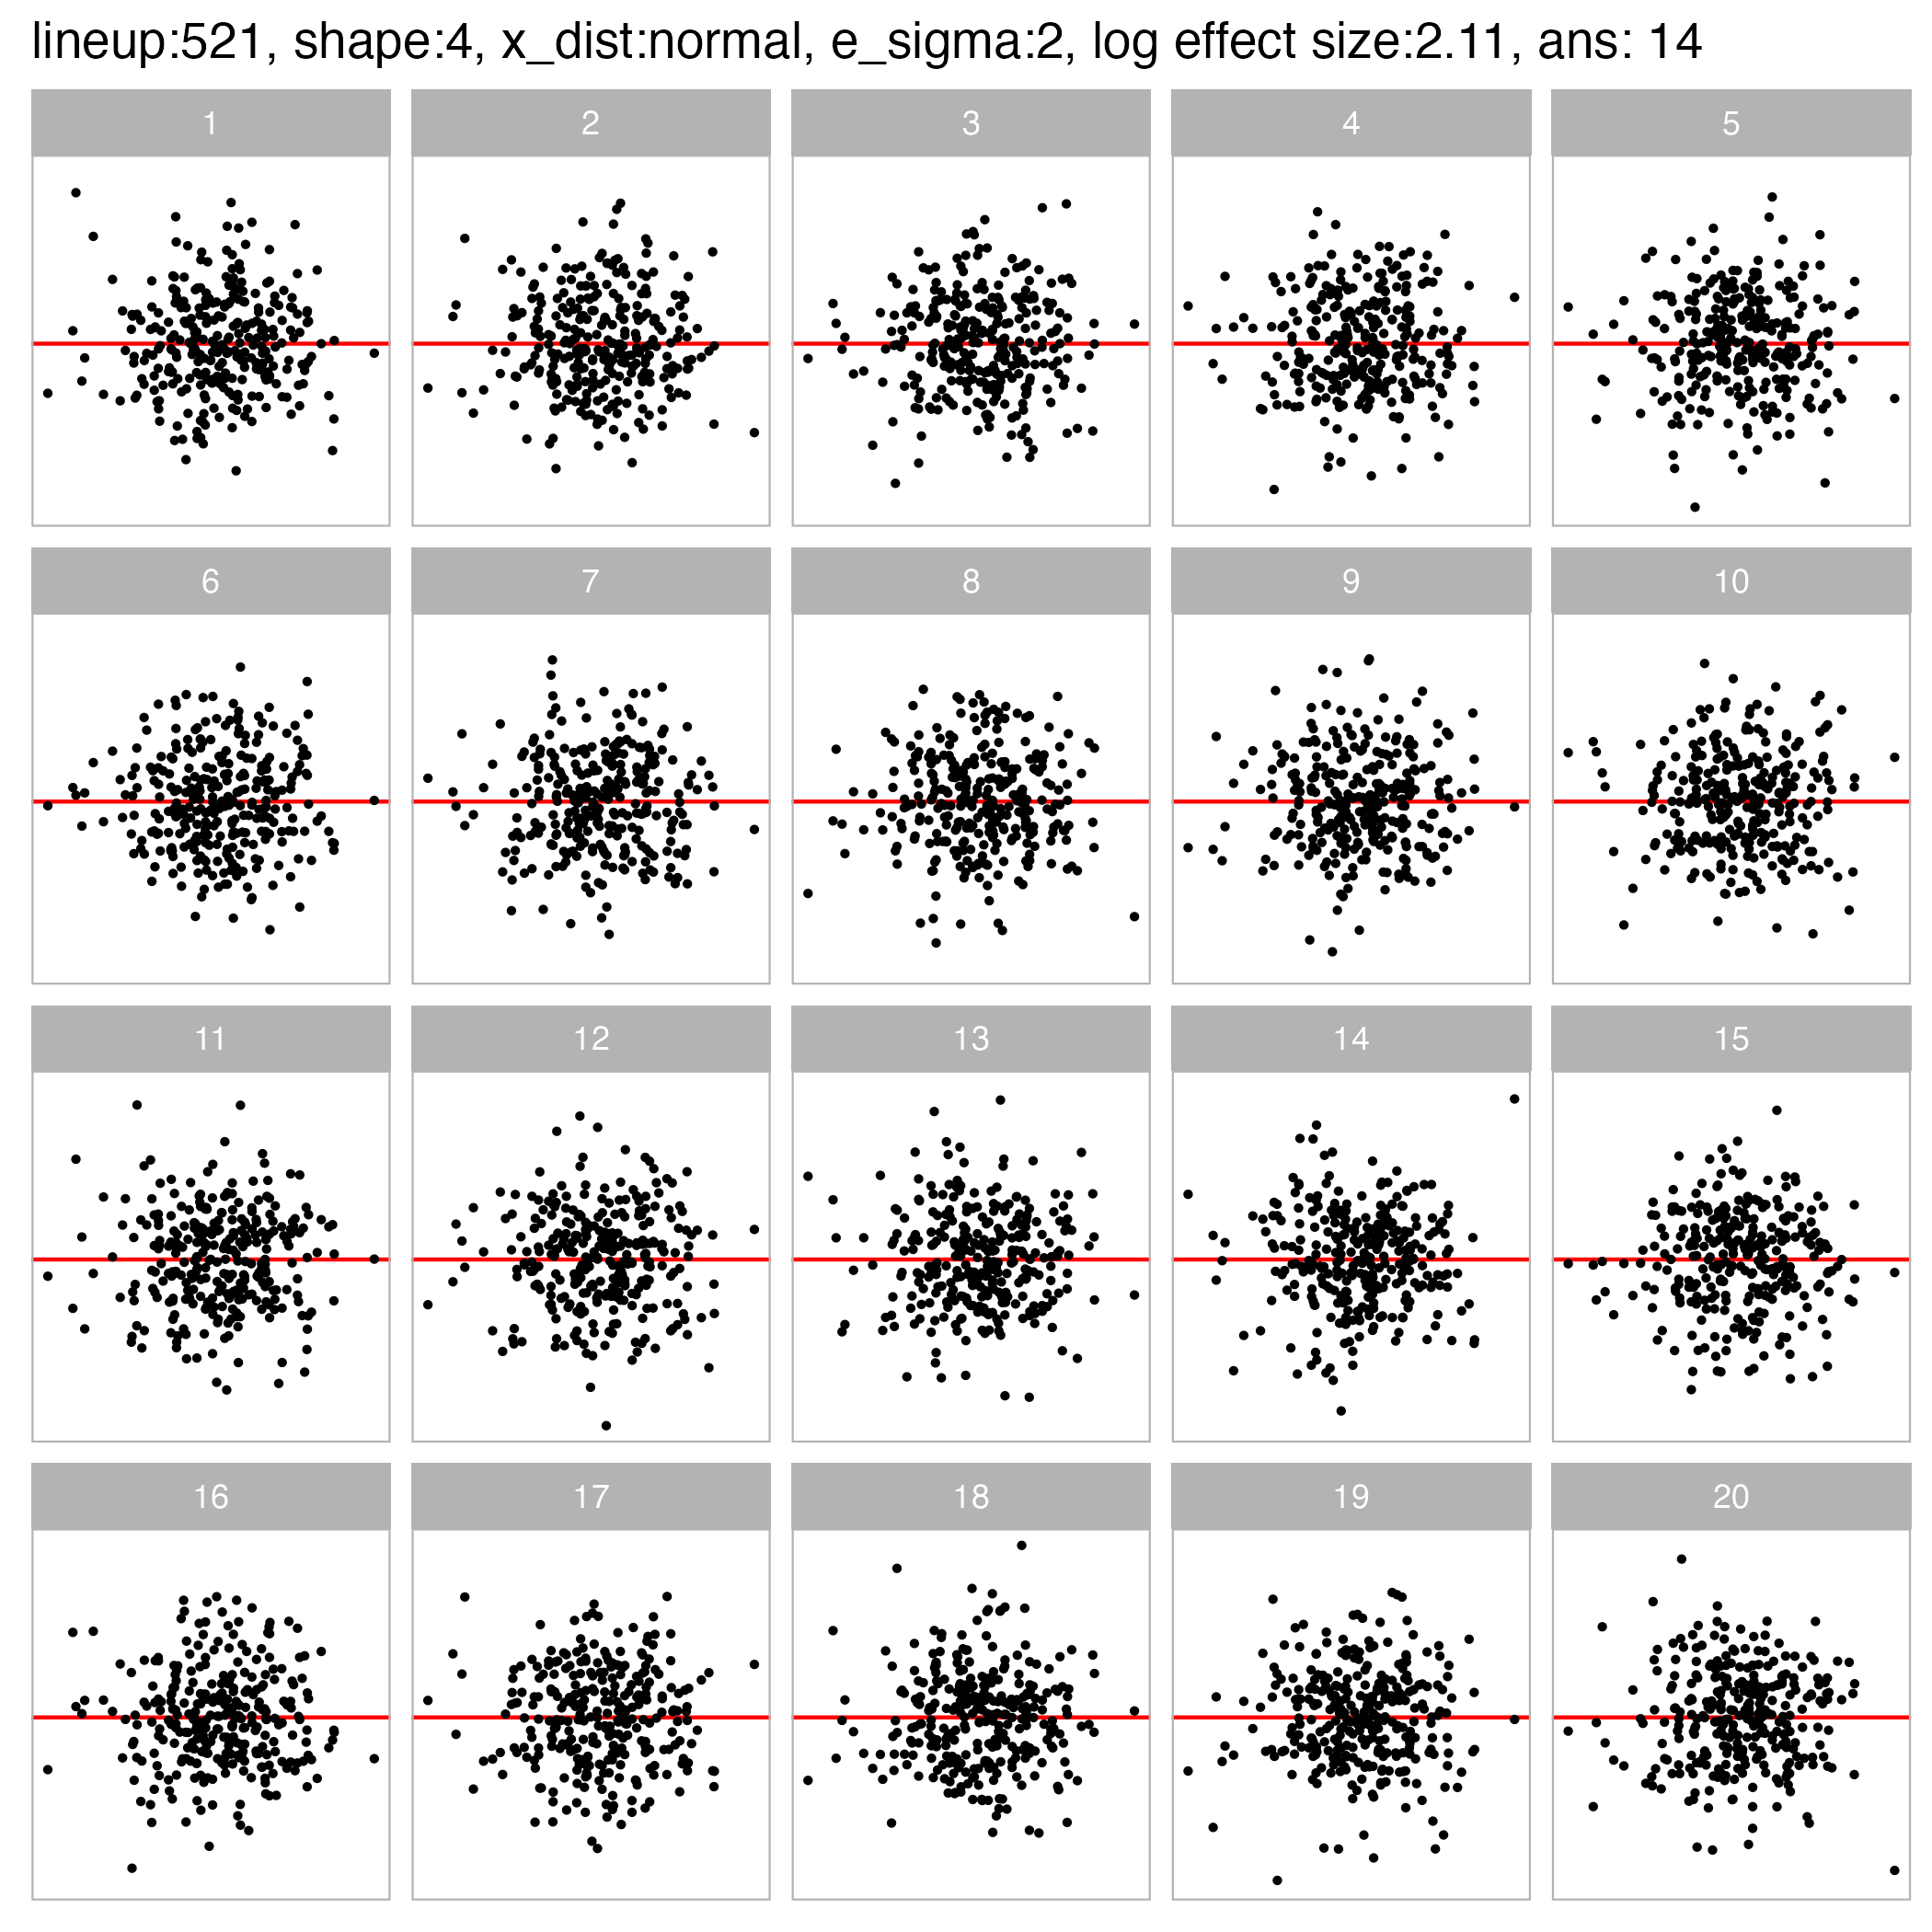 lineup:521, shape:4, x_dist:normal, e_sigma:2, log effect size:2.11, ans: 14
1 2 3 4 5
6 7 8 9 10
11 12 13 14 15
16 17 18 19 20